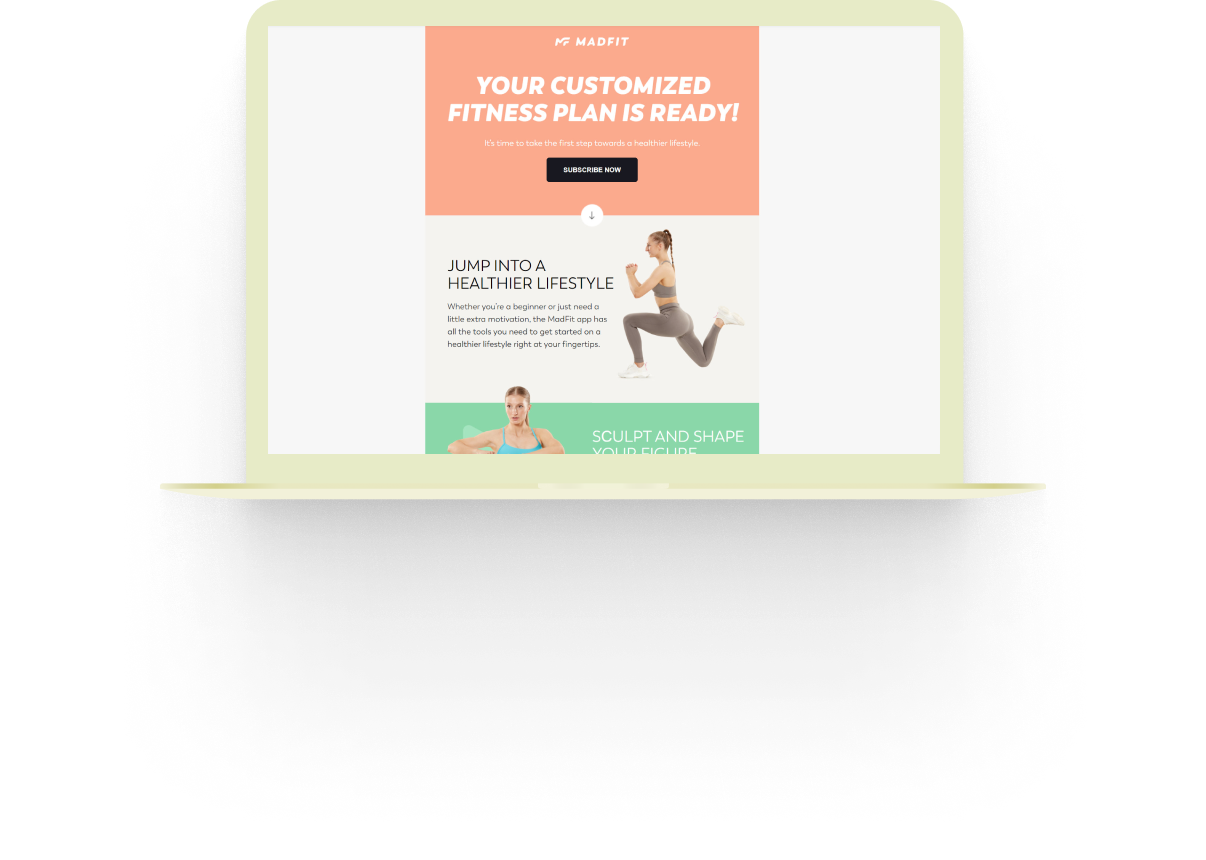 MF MADFIT
YOUR CUSTOMIZED
FITNESS PLAN IS READY!
It's time to take the first step towards a healthier lifestyle.
SUBSCRIBE NOW
JUMP INTO A
HEALTHIER LIFESTYLE
Whether you're a beginner or just need a
little extra motivation, the MadFit app has
all the tools you need to get started on a
healthier lifestyle right at your fingertips.
SCULPT AND SHAPE
YOUR FIGURE